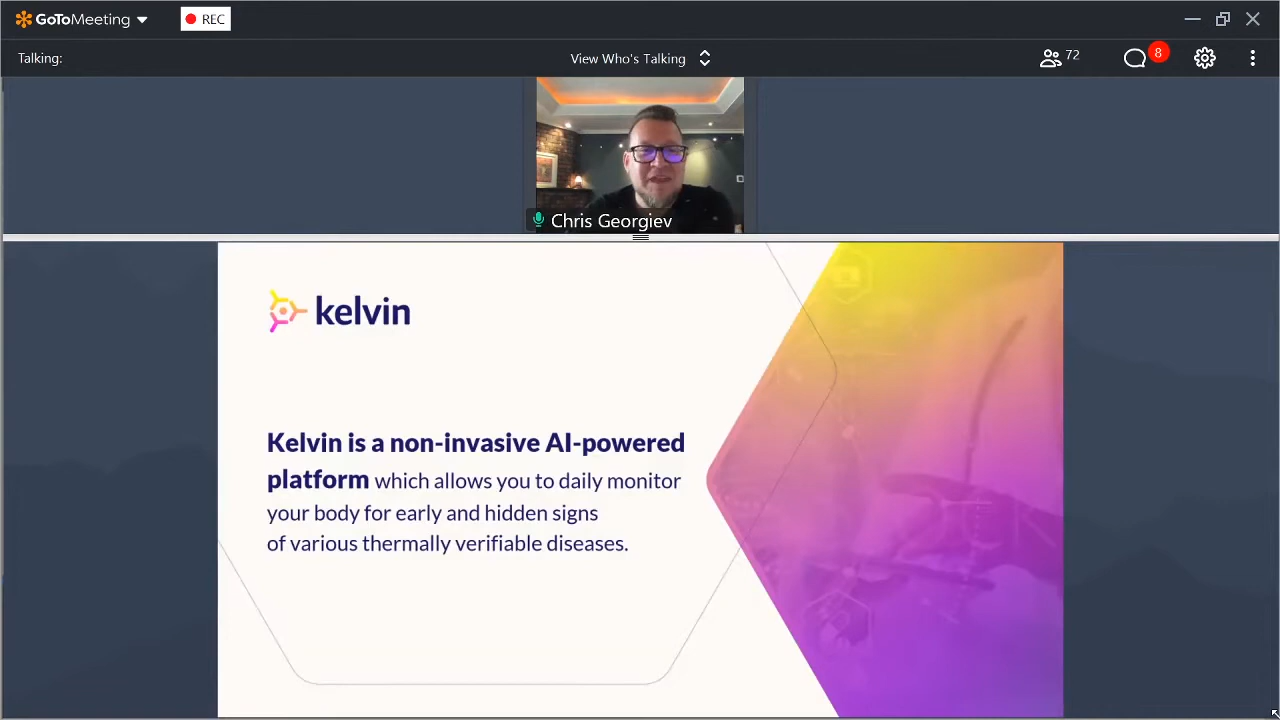 GoToMeeting
REC
Talking:
View Who's Talking
72
8
Chris Georgiev
kelvin
Kelvin is a non-invasive AI-powered
platform which allows you to daily monitor
your body for early and hidden signs
of various thermally verifiable diseases.